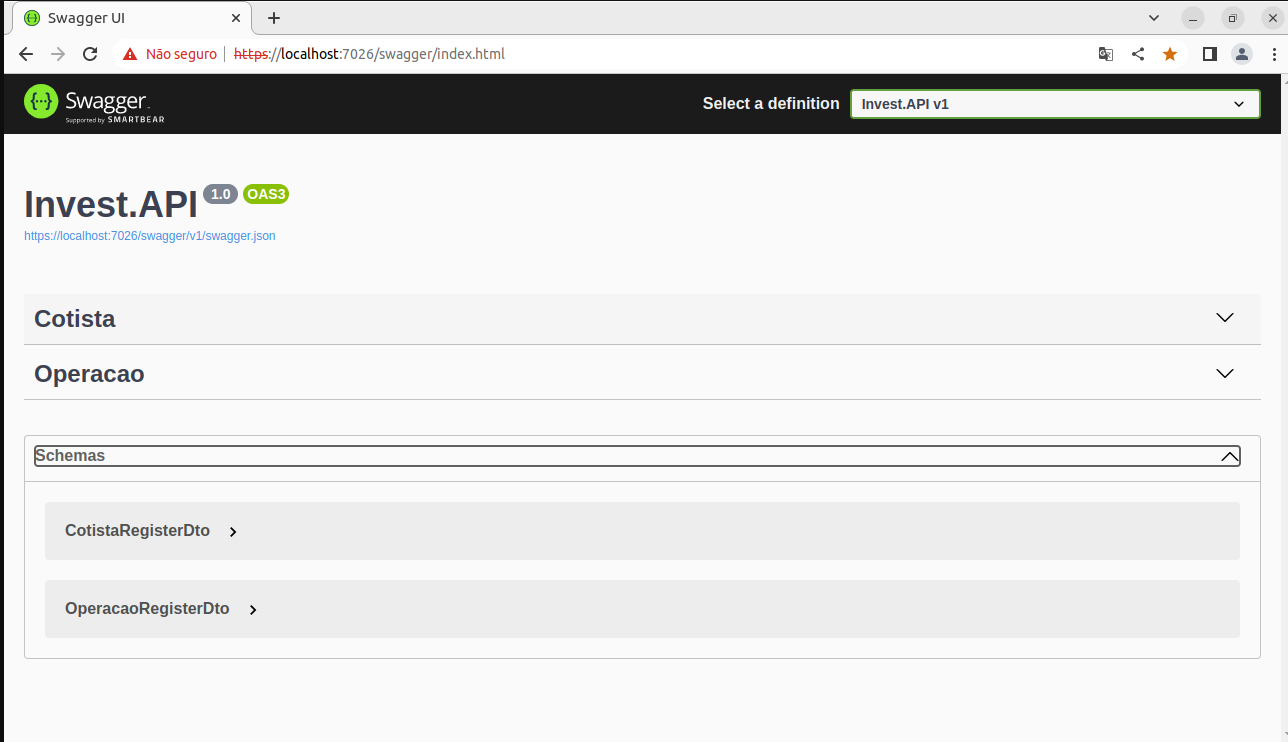 Swagger UI
Não seguro https://localhost:7026/swagger/index.html
Swagger
Supported by SMARTBEAR
Select a definition
Invest.API v1
Invest.API 1.0 OAS3
https://localhost:7026/swagger/v1/swagger.json
Cotista
Operacao
Schemas
CotistaRegisterDto
OperacaoRegisterDto